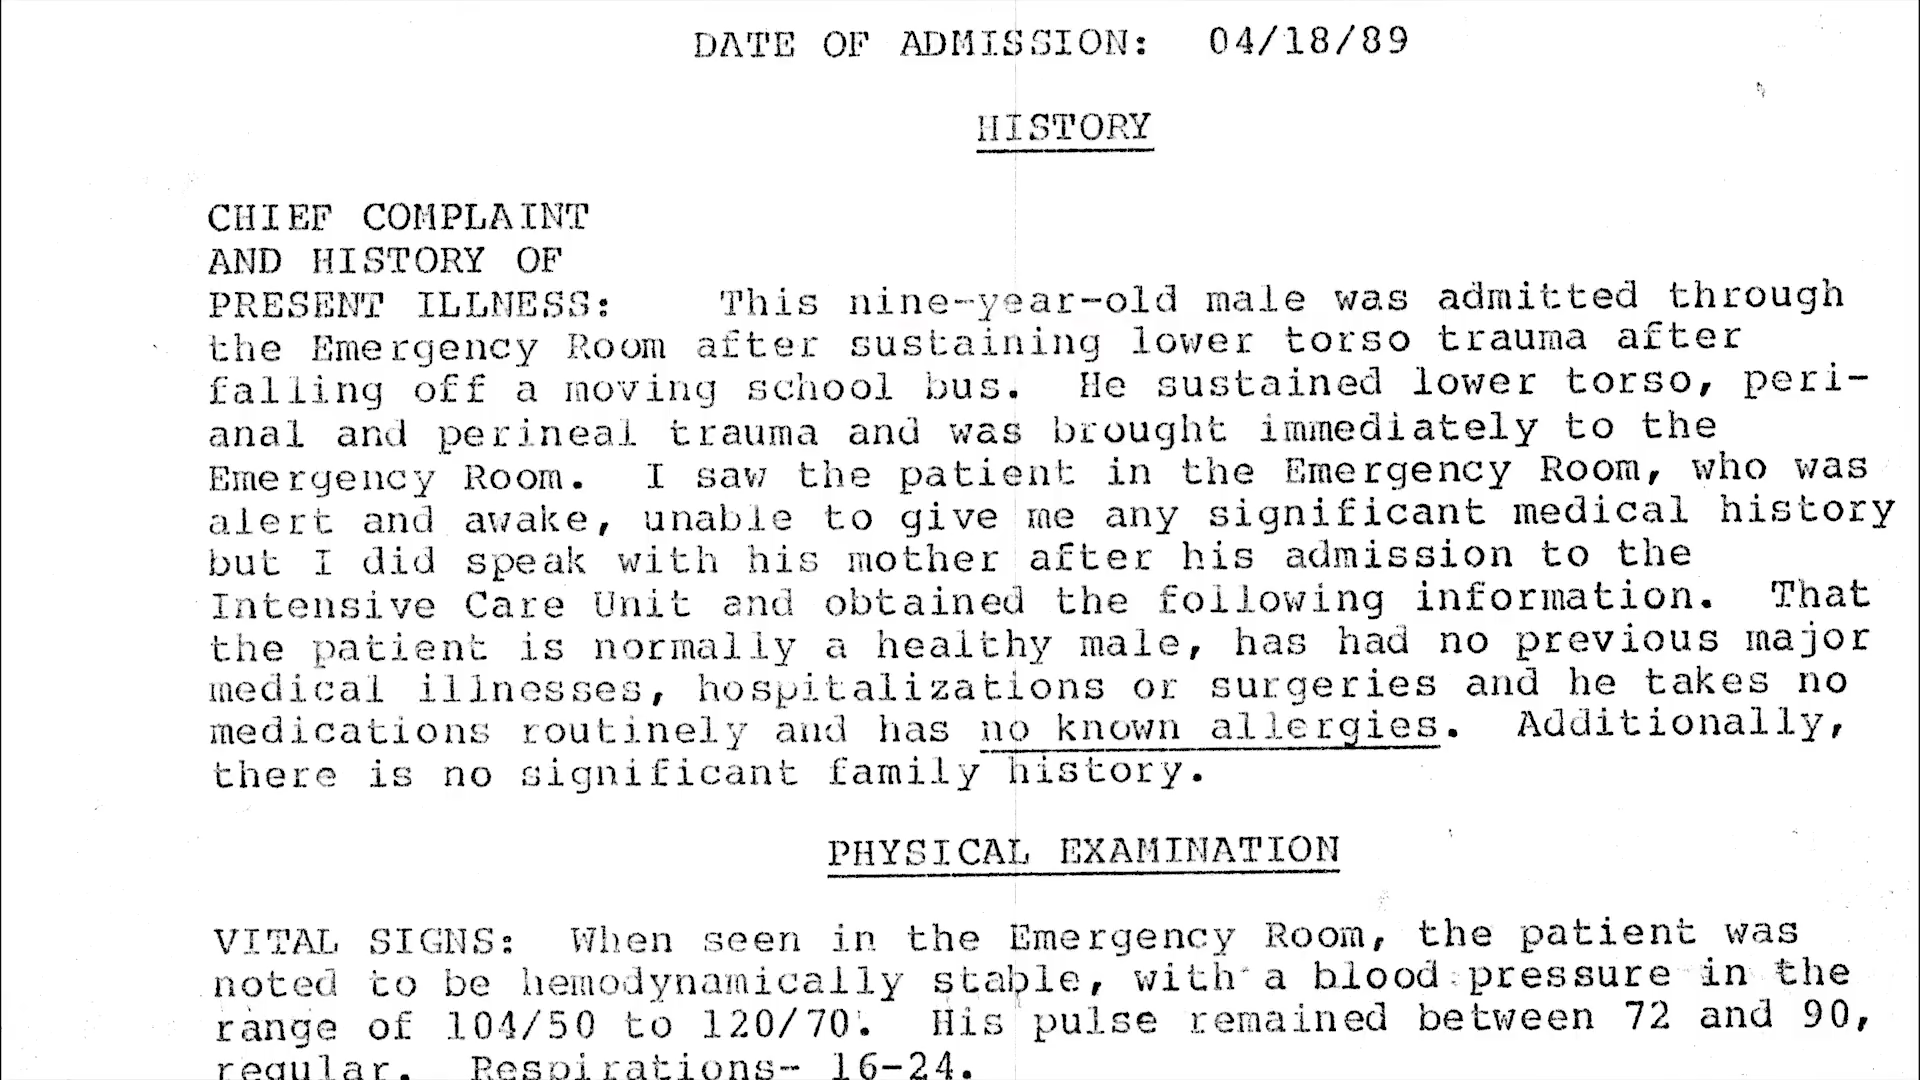 DATE OF ADMISSION: 04/18/89
HISTORY
CHIEF COMPLAINT
AND HISTORY OF
PRESENT ILLNESS: This nine-year-old male was admitted through
the Emergency Room after sustaining lower torso trauma after
falling off a moving school bus. He sustained lower torso, peri-
anal and perineal trauma and was brought immediately to the
Emergency Room. I saw the patient in the Emergency Room, who was
alert and awake, unable to give me any significant medical history
but I did speak with his mother after his admission to the
Intensive Care Unit and obtained the following information. That
the patient is normally a healthy male, has had no previous major
medical illnesses, hospitalizations or surgeries and he takes no
medications routinely and has no known allergies. Additionally,
there is no significant family history.
PHYSICAL EXAMINATION
VITAL SIGNS: When seen in the Emergency Room, the patient was
noted to be hemodynamically stable, with a blood pressure in the
range of 104/50 to 120/70. His pulse remained between 72 and 90,
regular. Respirations- 16-24.